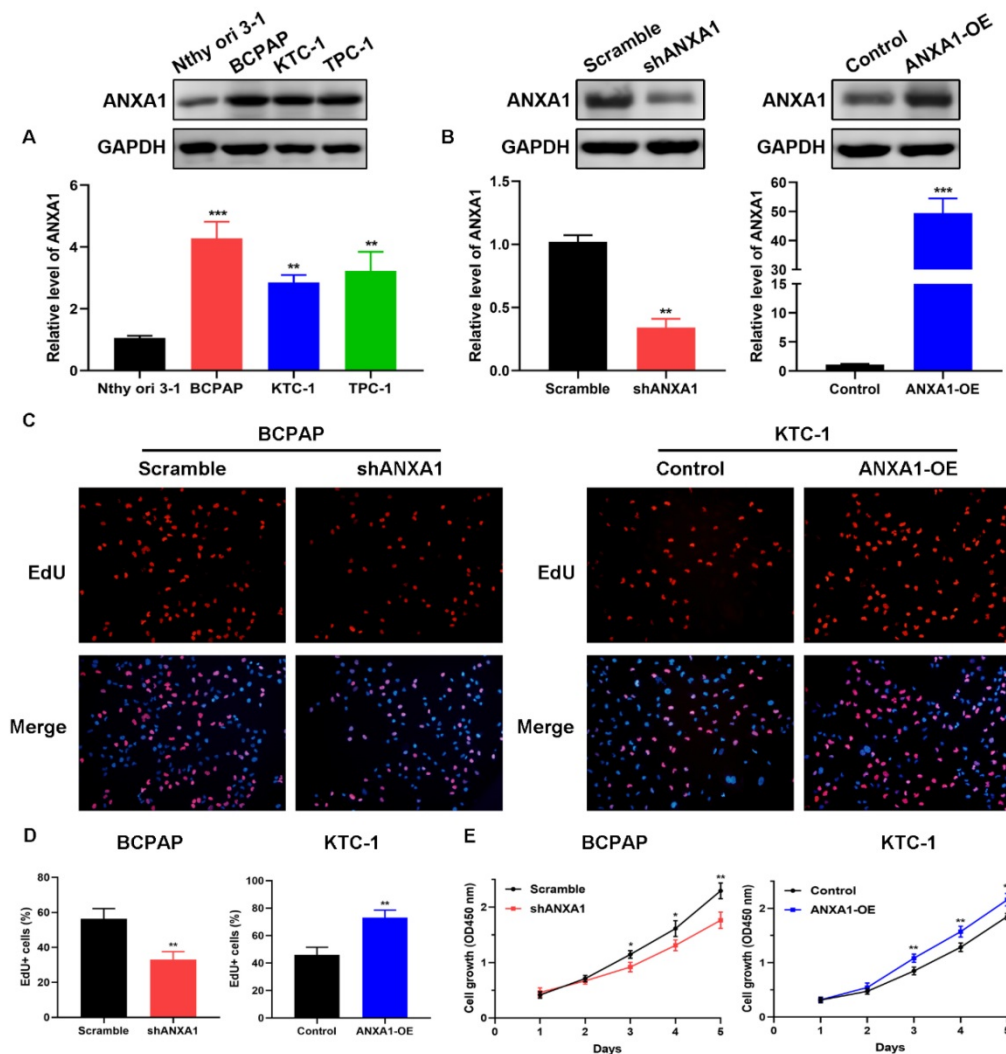 Nthy ori 3-1 BCPAP KTC-1 TPC-1
ANXA1
GAPDH
A
Relative level of ANXA1
6
4
2
0
*** ** **
Nthy ori 3-1 BCPAP KTC-1 TPC-1
Scramble shANXA1
ANXA1
GAPDH
B
Relative level of ANXA1
1.5
1.0
0.5
0.0
**
Scramble shANXA1
Control ANXA1-OE
ANXA1
GAPDH
Relative level of ANXA1
60
50
40
30
15
10
5
0
***
Control ANXA1-OE
C
BCPAP
Scramble shANXA1
EdU
Merge
KTC-1
Control ANXA1-OE
EdU
Merge
D
BCPAP
EdU+ cells (%)
80
60
40
20
0
**
Scramble shANXA1
KTC-1
EdU+ cells (%)
100
80
60
40
20
0
**
Control ANXA1-OE
E
BCPAP
Scramble
shANXA1
Cell growth (OD450 nm)
2
1
0
* * **
1 2 3 4 5
Days
KTC-1
Control
ANXA1-OE
Cell growth (OD450 nm)
2
1
0
** **
1 2 3 4
Days